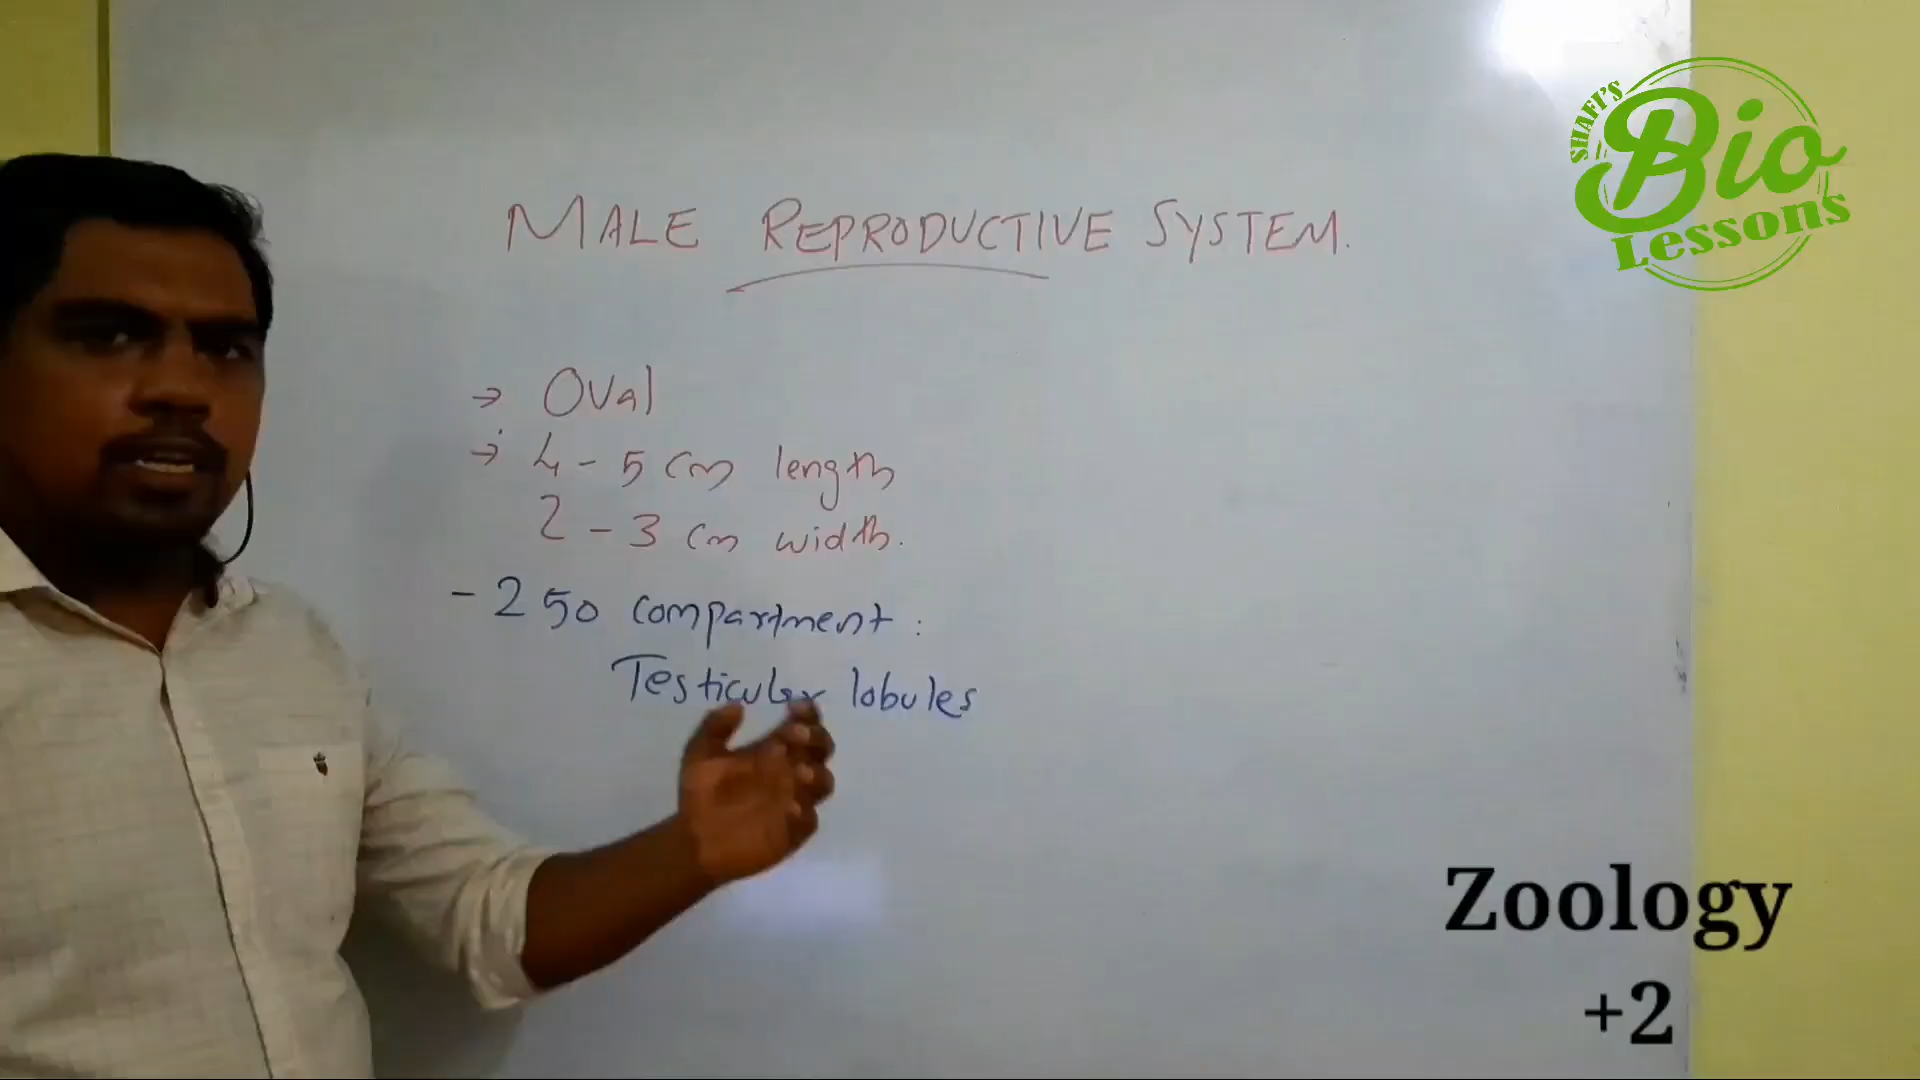 SHAFI'S
Bio
Lessons
MALE REPRODUCTIVE SYSTEM.
→ Oval
→ 4 - 5 cm length
2 - 3 cm width.
- 250 compartment :
Testicular lobules
Zoology
+2